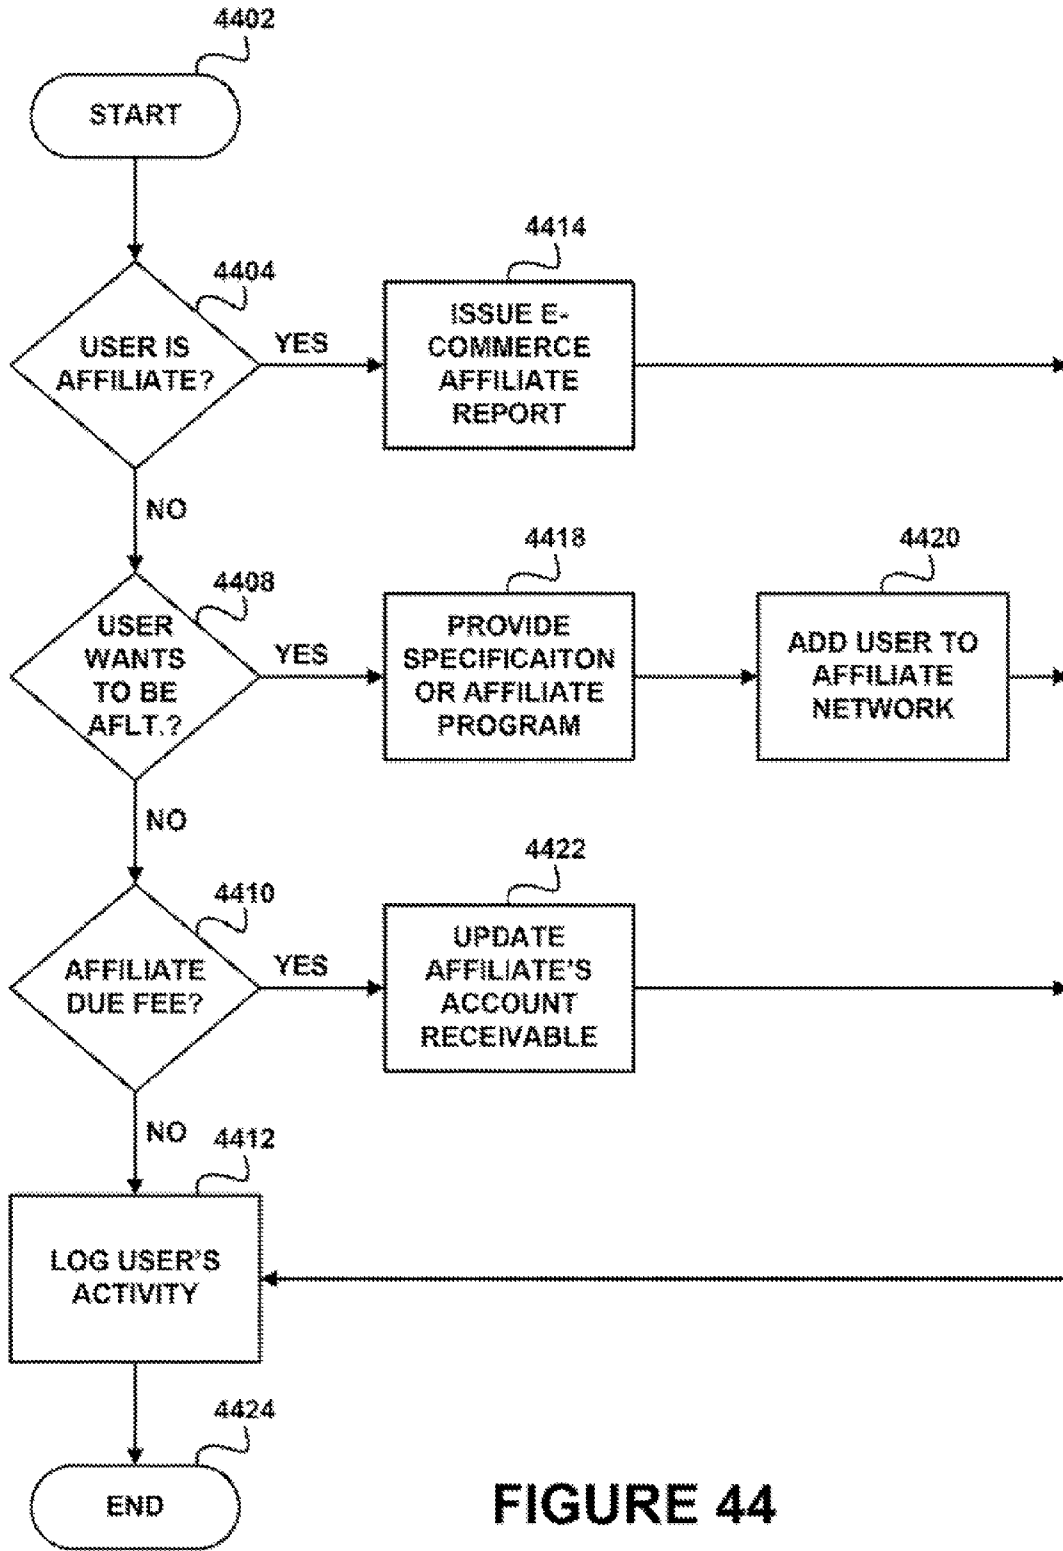 4402
START
4404
USER IS
AFFILIATE?
YES
4414
ISSUE E-
COMMERCE
AFFILIATE
REPORT
NO
4408
USER
WANTS
TO BE
AFLT.?
YES
4418
PROVIDE
SPECIFICAITON
OR AFFILIATE
PROGRAM
4420
ADD USER TO
AFFILIATE
NETWORK
NO
4410
AFFILIATE
DUE FEE?
YES
4422
UPDATE
AFFILIATE'S
ACCOUNT
RECEIVABLE
NO
4412
LOG USER'S
ACTIVITY
4424
END
FIGURE 44